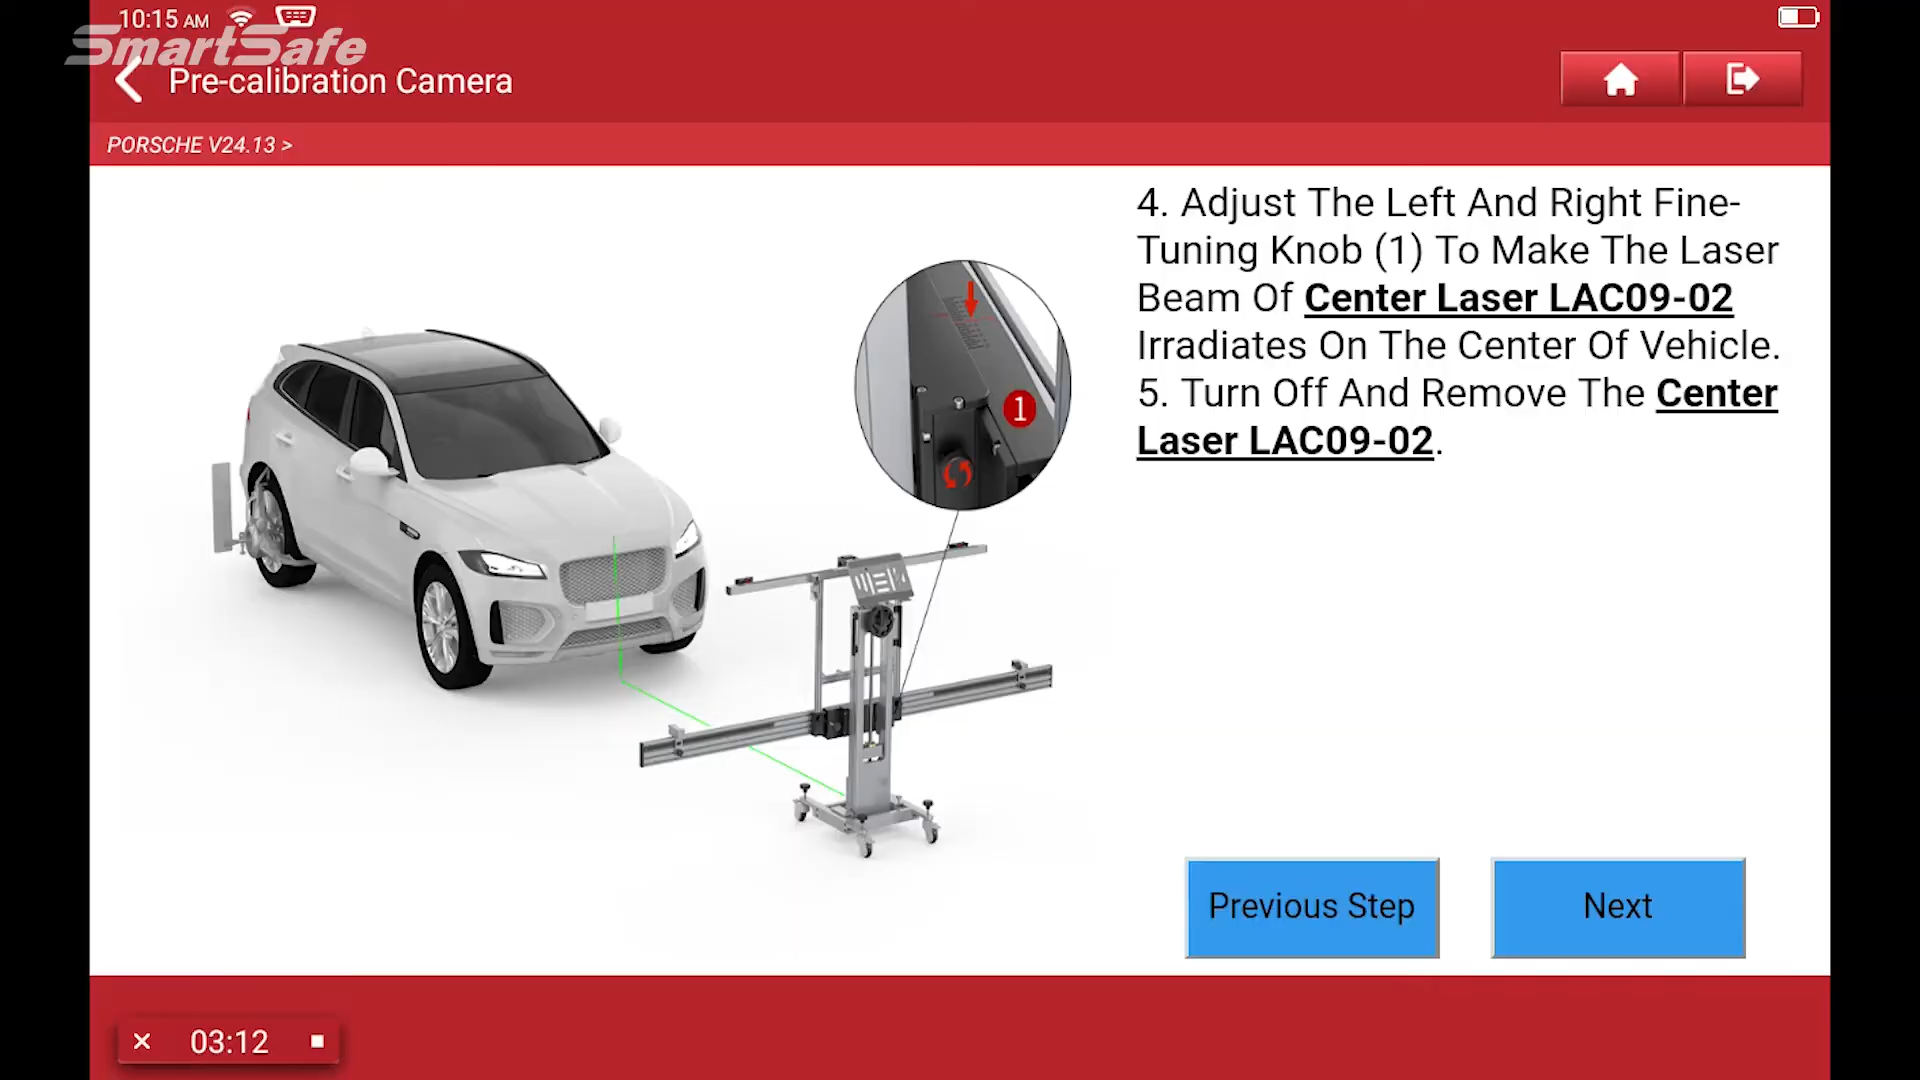 10:15 AM
SmartSafe
Pre-calibration Camera
PORSCHE V24.13 >
4. Adjust The Left And Right Fine-
Tuning Knob (1) To Make The Laser
Beam Of Center Laser LAC09-02
Irradiates On The Center Of Vehicle.
5. Turn Off And Remove The Center
Laser LAC09-02.
1
Previous Step
Next
03:12